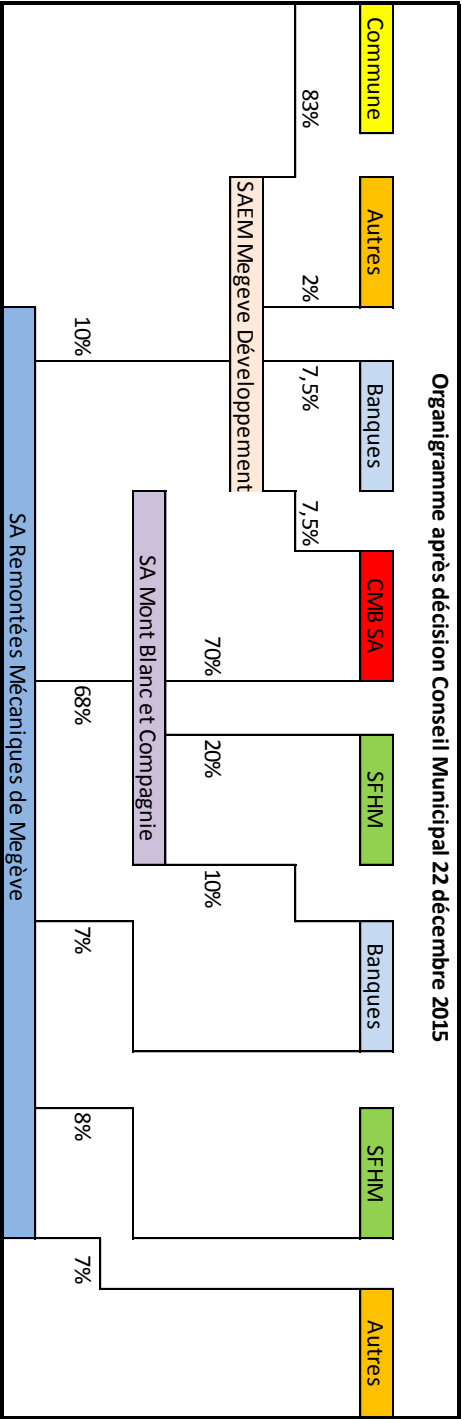 Organigramme après décision Conseil Municipal 22 décembre 2015
Commune
Autres
Banques
CMB SA
SFHM
Banques
SFHM
Autres
83%
2%
7,5%
7,5%
SAEM Megeve Développement
70%
20%
10%
SA Mont Blanc et Compagnie
10%
68%
7%
8%
7%
SA Remontées Mécaniques de Megève